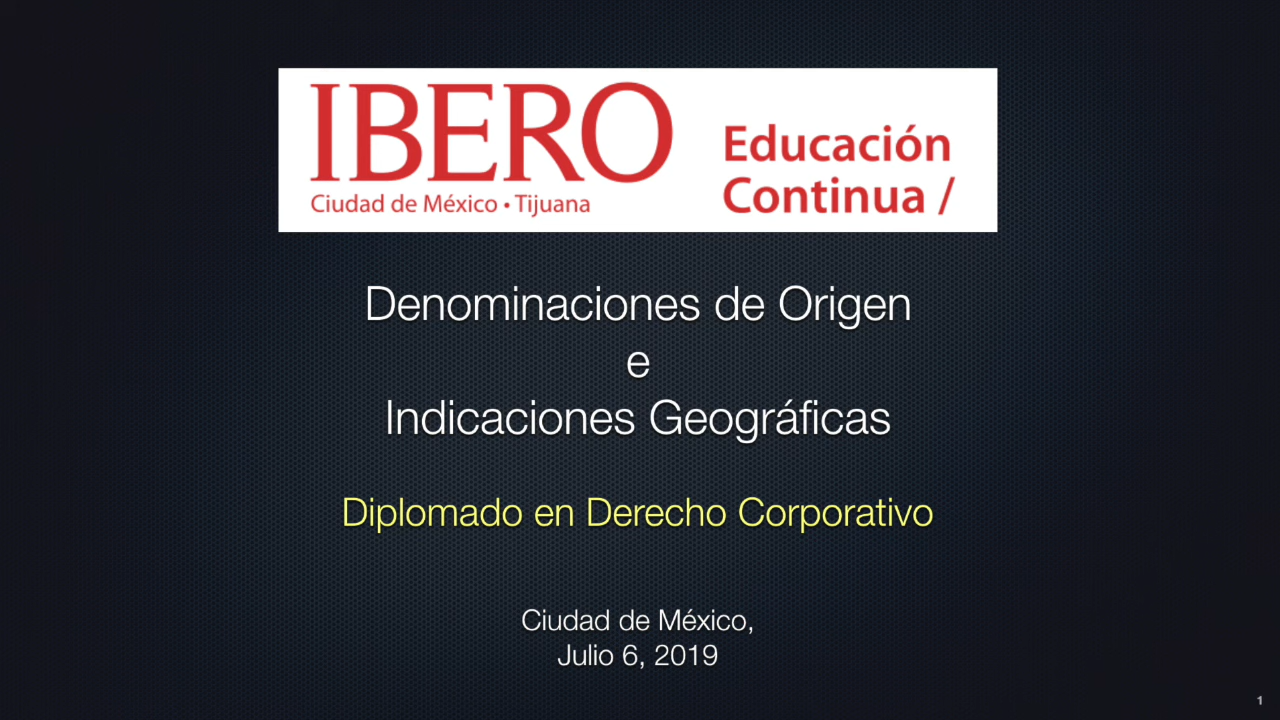 IBERO
Ciudad de México • Tijuana
Educación
Continua /
Denominaciones de Origen
e
Indicaciones Geográficas
Diplomado en Derecho Corporativo
Ciudad de México,
Julio 6, 2019
1